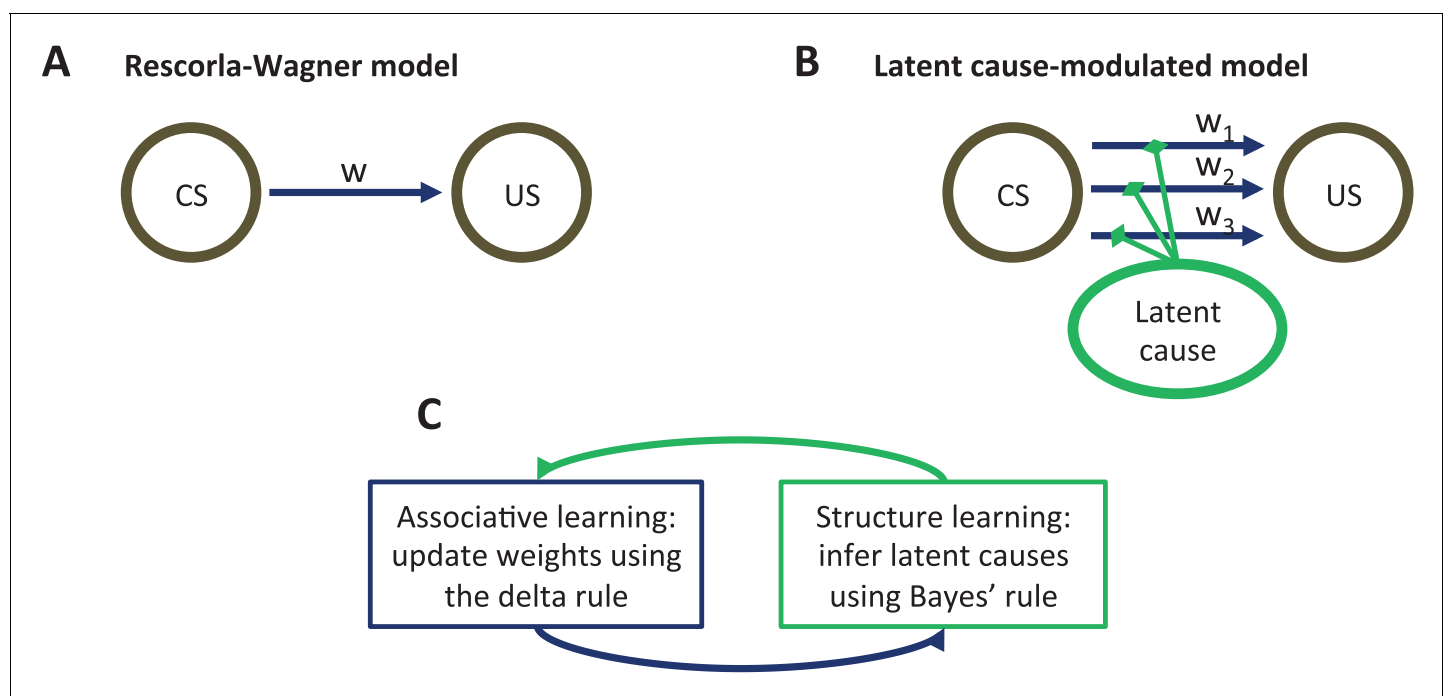 A
Rescorla-Wagner model
CS
w
US
B
Latent cause-modulated model
CS
w1
w2
w3
US
Latent
cause
C
Associative learning:
update weights using
the delta rule
Structure learning:
infer latent causes
using Bayes’ rule